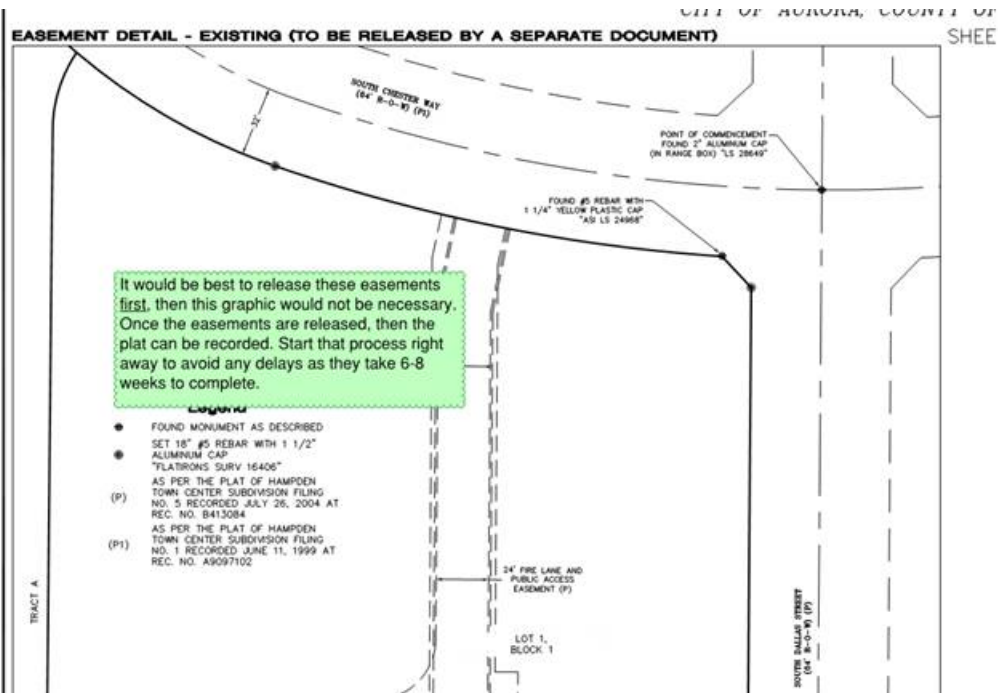 CITY OF AURORA, COUNTY OF
EASEMENT DETAIL - EXISTING (TO BE RELEASED BY A SEPARATE DOCUMENT)
SHEE
SOUTH CHESTER WAY
(64' R-O-W) (P1)
32'
POINT OF COMMENCEMENT
FOUND 2" ALUMINUM CAP
(IN RANGE BOX) "LS 28649"
FOUND #5 REBAR WITH
1 1/4" YELLOW PLASTIC CAP
"ASI LS 24968"
It would be best to release these easements
first, then this graphic would not be necessary.
Once the easements are released, then the
plat can be recorded. Start that process right
away to avoid any delays as they take 6-8
weeks to complete.
Legend
FOUND MONUMENT AS DESCRIBED
SET 18" #5 REBAR WITH 1 1/2"
ALUMINUM CAP
"FLATIRONS SURV 16406"
(P)
AS PER THE PLAT OF HAMPDEN
TOWN CENTER SUBDIVISION FILING
NO. 5 RECORDED JULY 26, 2004 AT
REC. NO. B413084
(P1)
AS PER THE PLAT OF HAMPDEN
TOWN CENTER SUBDIVISION FILING
NO. 1 RECORDED JUNE 11, 1999 AT
REC. NO. A9097102
24' FIRE LANE AND
PUBLIC ACCESS
EASEMENT (P)
TRACT A
LOT 1,
BLOCK 1
SOUTH DALLAS STREET
(64' R-O-W) (P)